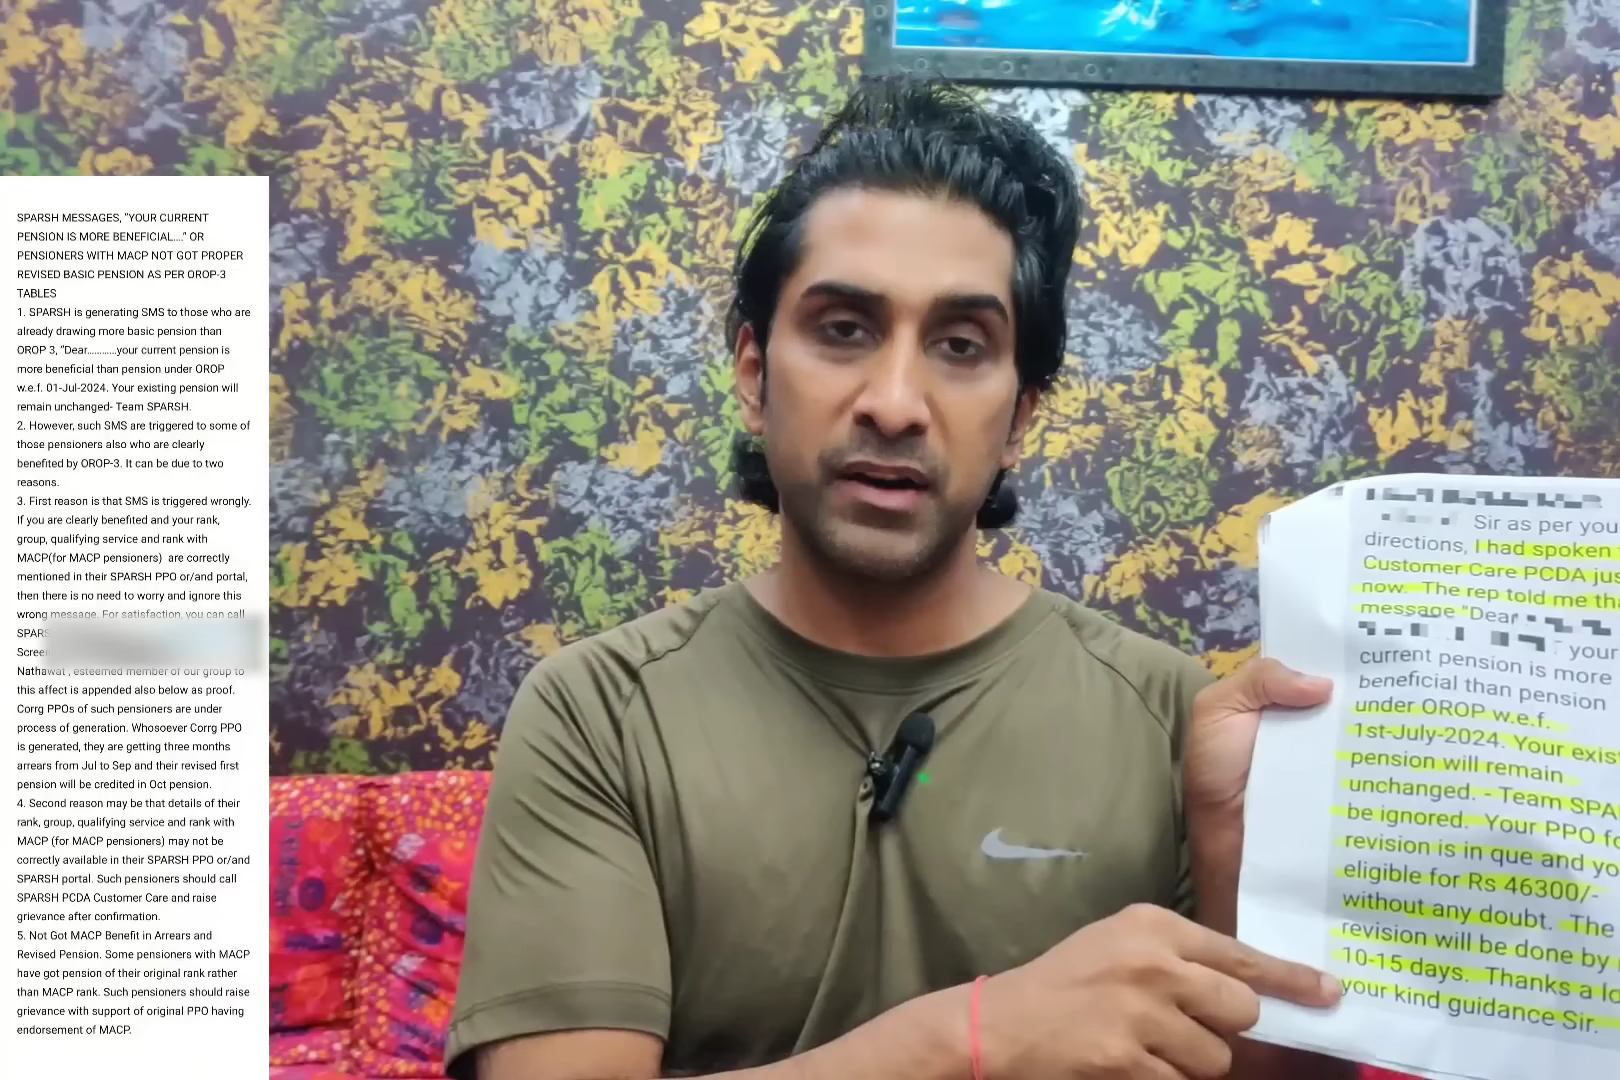 SPARSH MESSAGES, "YOUR CURRENT
PENSION IS MORE BENEFICIAL...." OR
PENSIONERS WITH MACP NOT GOT PROPER
REVISED BASIC PENSION AS PER OROP-3
TABLES
1. SPARSH is generating SMS to those who are
already drawing more basic pension than
OROP 3, "Dear............your current pension is
more beneficial than pension under OROP
w.e.f. 01-Jul-2024. Your existing pension will
remain unchanged- Team SPARSH.
2. However, such SMS are triggered to some of
those pensioners also who are clearly
benefited by OROP-3. It can be due to two
reasons.
3. First reason is that SMS is triggered wrongly.
If you are clearly benefited and your rank,
group, qualifying service and rank with
MACP(for MACP pensioners) are correctly
mentioned in their SPARSH PPO or/and portal,
then there is no need to worry and ignore this
wrong message. For satisfaction, you can call
Nathawat , esteemed member of our group to
this affect is appended also below as proof.
Corrg PPOs of such pensioners are under
process of generation. Whosoever Corrg PPO
is generated, they are getting three months
arrears from Jul to Sep and their revised first
pension will be credited in Oct pension.
4. Second reason may be that details of their
rank, group, qualifying service and rank with
MACP (for MACP pensioners) may not be
correctly available in their SPARSH PPO or/and
SPARSH portal. Such pensioners should call
SPARSH PCDA Customer Care and raise
grievance after confirmation.
5. Not Got MACP Benefit in Arrears and
Revised Pension. Some pensioners with MACP
have got pension of their original rank rather
than MACP rank. Such pensioners should raise
grievance with support of original PPO having
endorsement of MACP.
Sir as per you
directions, I had spoken
Customer Care PCDA jus
now. The rep told me tha
message "Dear
your
current pension is more
beneficial than pension
under OROP w.e.f.
1st-July-2024. Your exist
pension will remain
unchanged. - Team SPA
be ignored. Your PPO fo
revision is in que and yo
eligible for Rs 46300/-
without any doubt. The
revision will be done by
10-15 days. Thanks a lo
your kind guidance Sir.